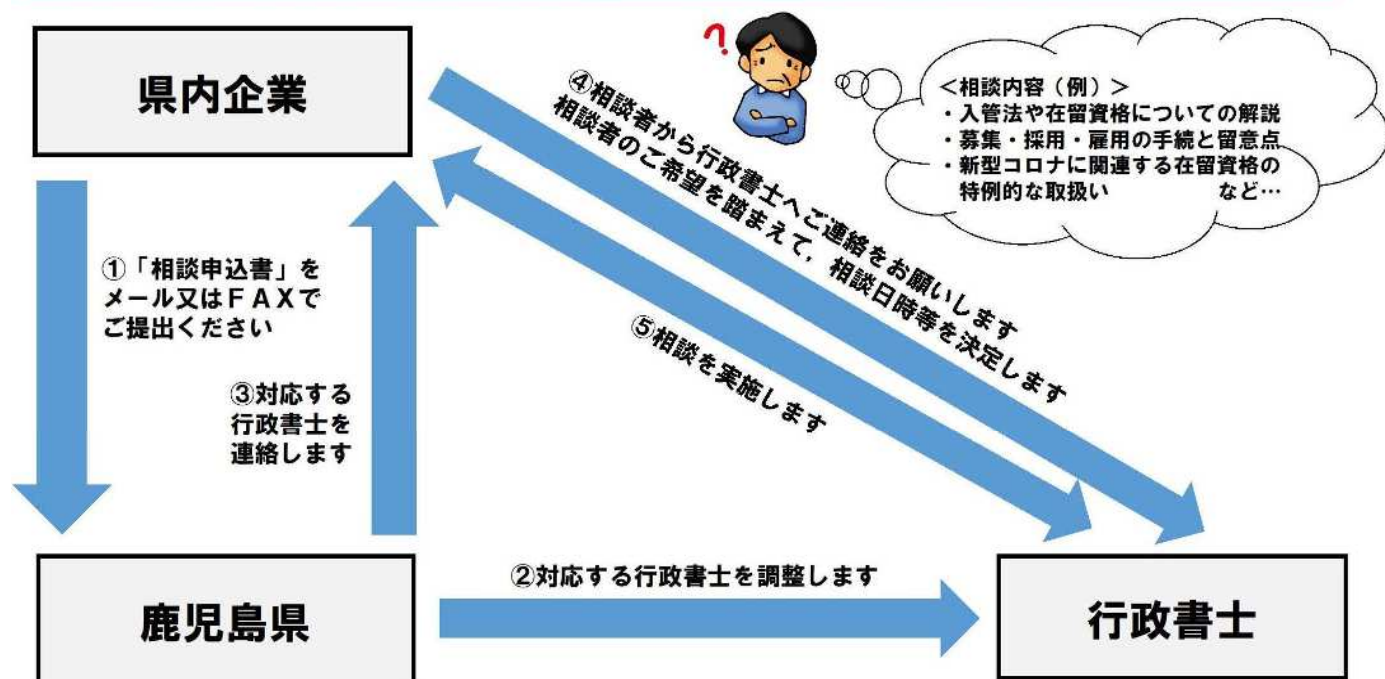 県内企業
?
<相談内容(例)>
・入管法や在留資格についての解説
・募集・採用・雇用の手続と留意点
・新型コロナに関連する在留資格の
特例的な取扱い など…
①「相談申込書」を
メール又はFAXで
ご提出ください
③対応する
行政書士を
連絡します
④相談者から行政書士へご連絡をお願いします
相談者のご希望を踏まえて,相談日時等を決定します
⑤相談を実施します
②対応する行政書士を調整します
鹿児島県
行政書士